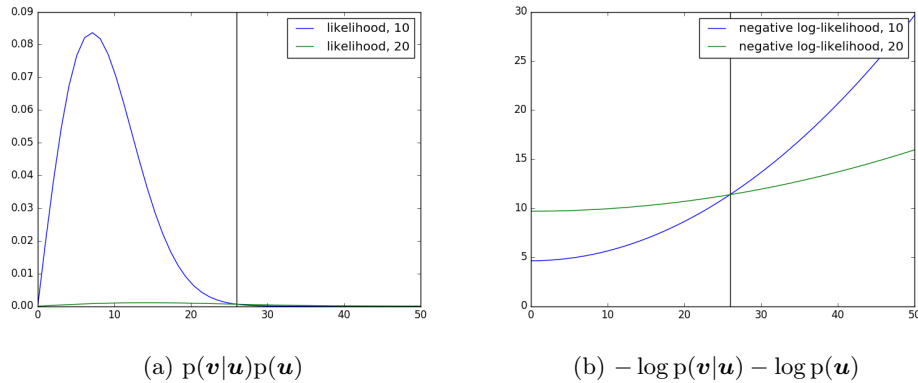 0.09
0.08
0.07
0.06
0.05
0.04
0.03
0.02
0.01
0.00
0 10 20 30 40 50
likelihood, 10
likelihood, 20
30
25
20
15
10
5
0
0 10 20 30 40 50
negative log-likelihood, 10
negative log-likelihood, 20
(a) p(v|u)p(u)
(b) − log p(v|u) − log p(u)